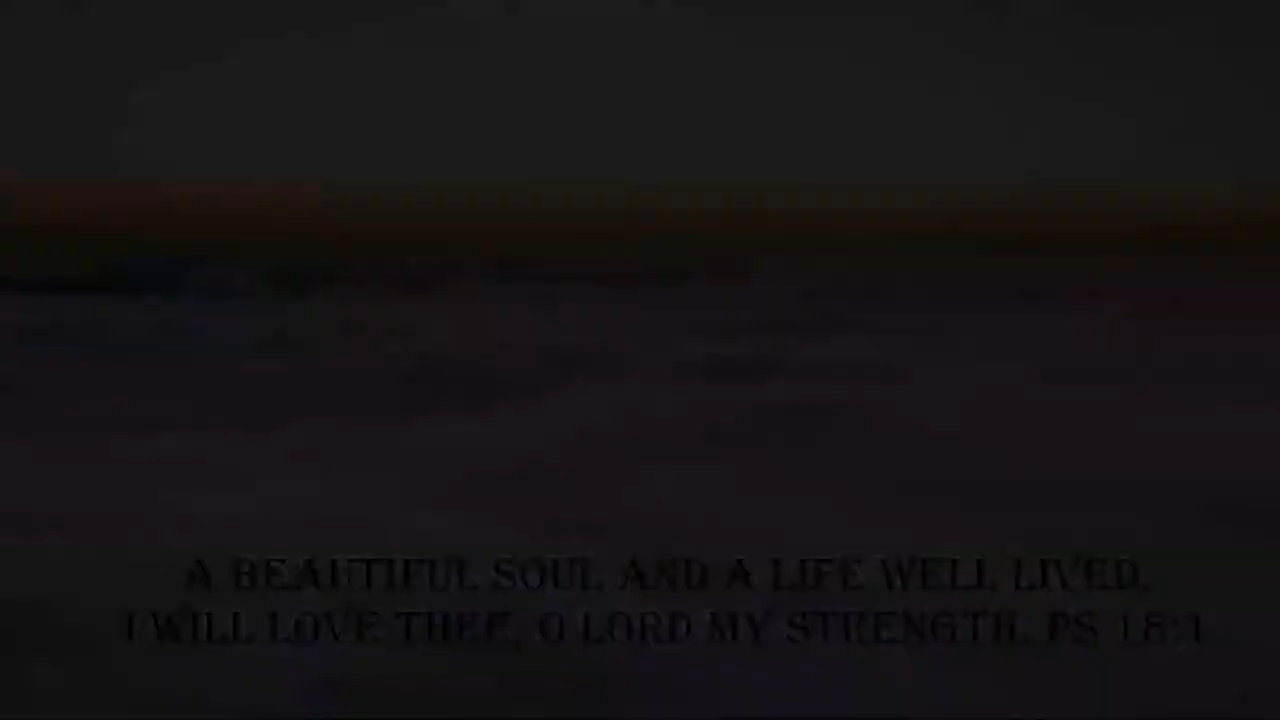 A BEAUTIFUL SOUL AND A LIFE WELL LIVED.
I WILL LOVE THEE, O LORD MY STRENGTH. PS 18:1